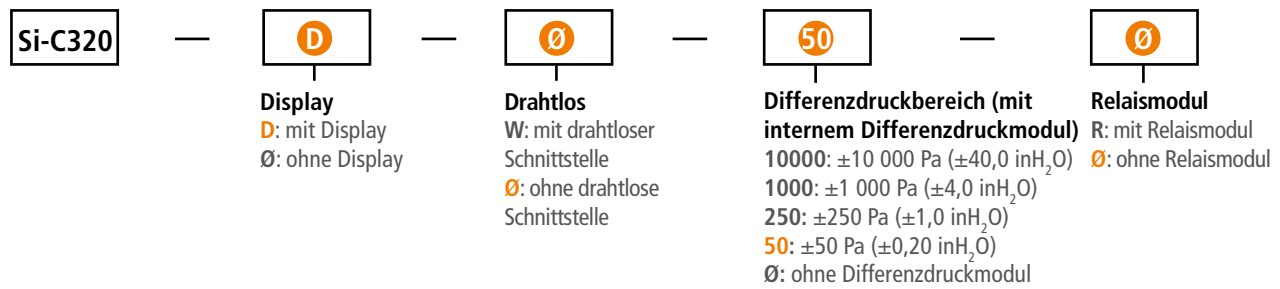 Si-C320 — D — Ø — 50 — Ø
Display
D: mit Display
Ø: ohne Display
Drahtlos
W: mit drahtloser
Schnittstelle
Ø: ohne drahtlose
Schnittstelle
Differenzdruckbereich (mit
internem Differenzdruckmodul)
10000: ±10 000 Pa (±40,0 inH₂O)
1000: ±1 000 Pa (±4,0 inH₂O)
250: ±250 Pa (±1,0 inH₂O)
50: ±50 Pa (±0,20 inH₂O)
Ø: ohne Differenzdruckmodul
Relaismodul
R: mit Relaismodul
Ø: ohne Relaismodul